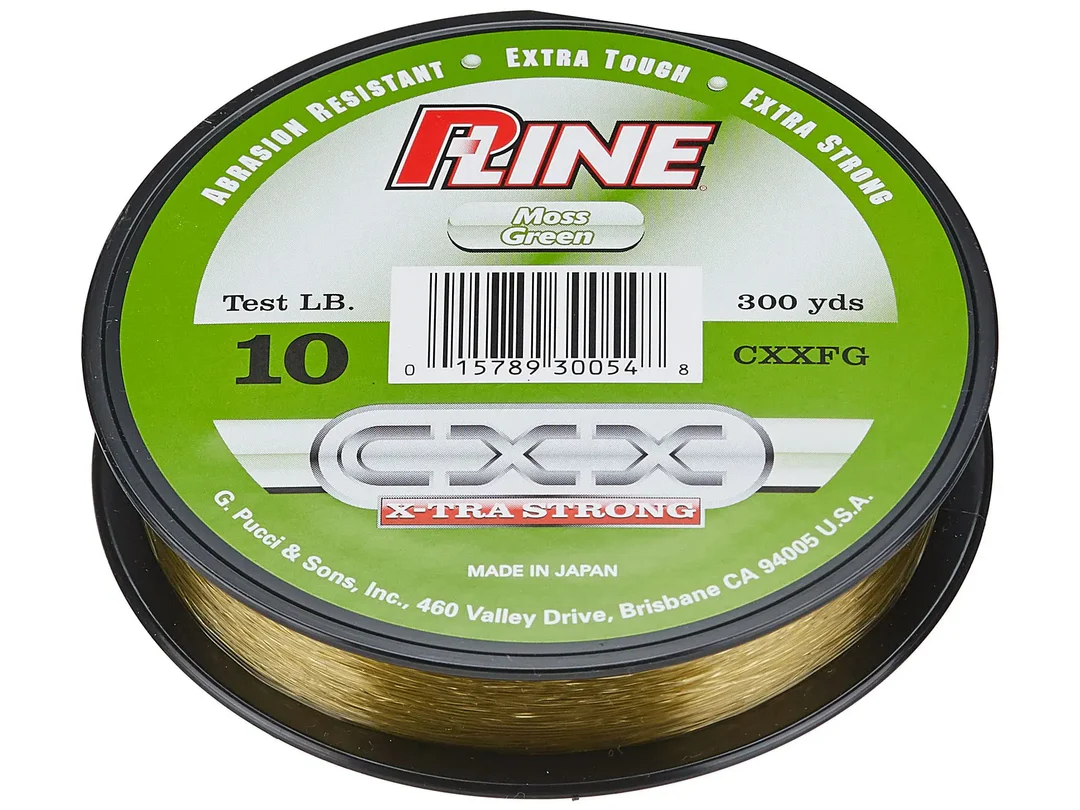 ABRASION RESISTANT • EXTRA TOUGH • EXTRA STRONG
P-LINE®
Moss
Green
Test LB.
300 yds
10
CXXFG
0 15789 30054 8
CXX
X-TRA STRONG
MADE IN JAPAN
G. Pucci & Sons, Inc., 460 Valley Drive, Brisbane CA 94005 U.S.A.